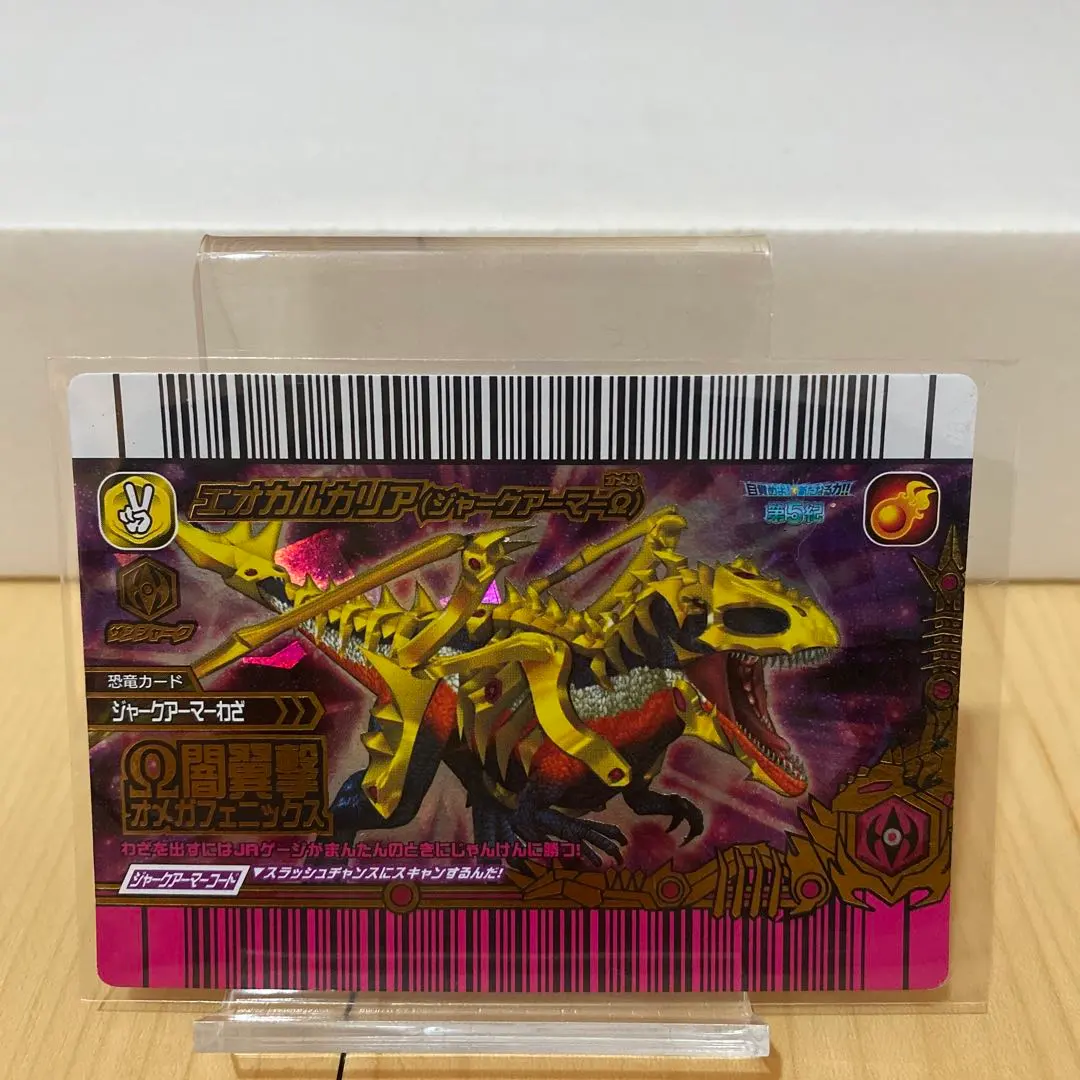 エオカルカリア(ジャークアーマーΩ)
オメガ
目覚めよ!新たなる力!!
第5紀
ゲンシジャーク
恐竜カード
ジャークアーマーわざ
Ω闇翼撃
オメガフェニックス
わざを出すにはJAゲージがまんたんのときにじゃんけんに勝つ!
ジャークアーマーコート
▼スラッシュチャンスにスキャンするんだ!